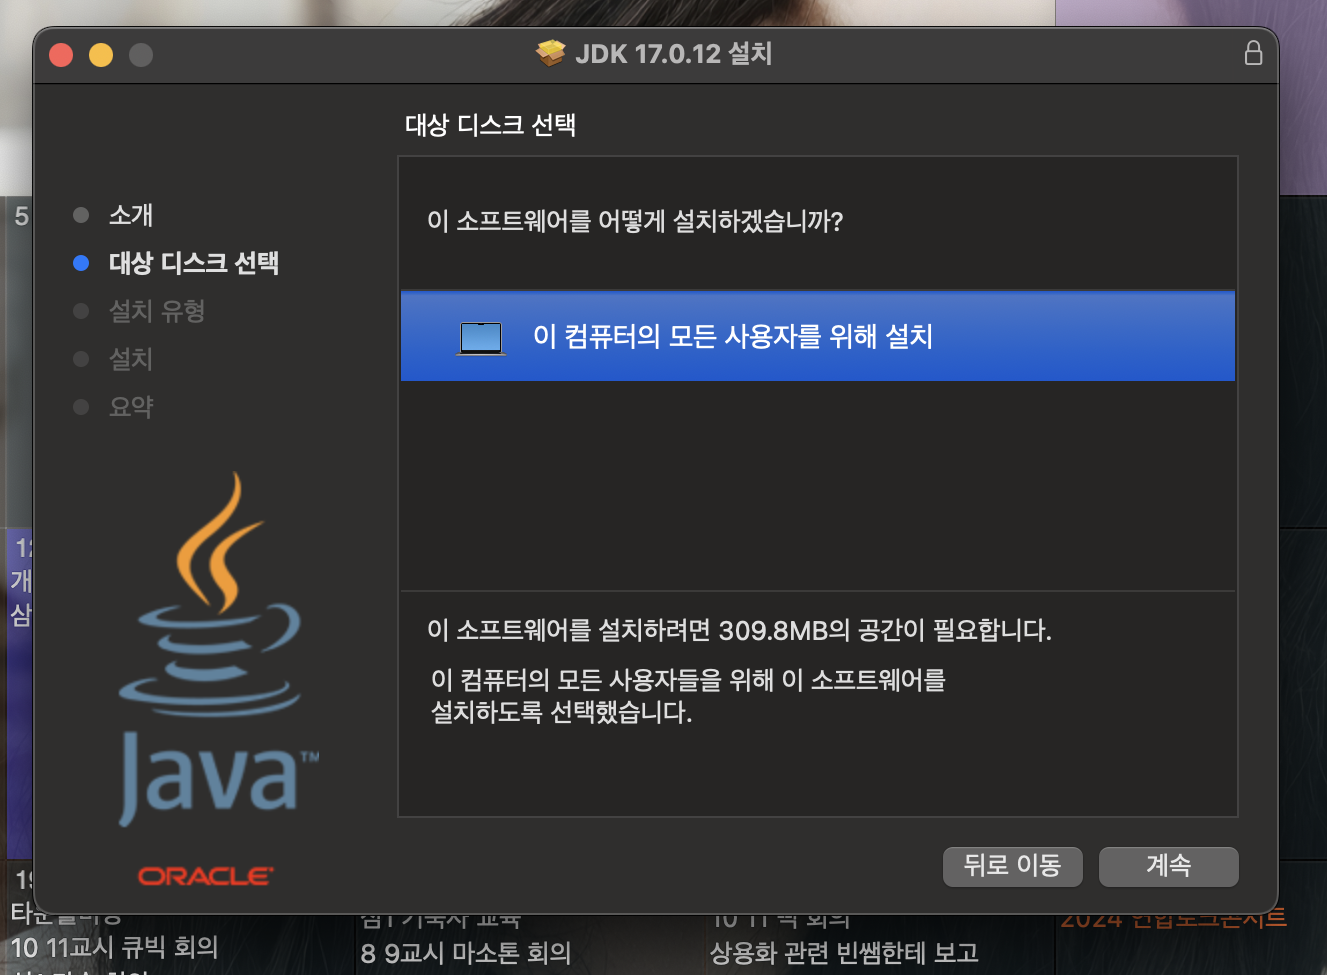 JDK 17.0.12 설치
대상 디스크 선택
소개
대상 디스크 선택
설치 유형
설치
요약
이 소프트웨어를 어떻게 설치하겠습니까?
이 컴퓨터의 모든 사용자를 위해 설치
이 소프트웨어를 설치하려면 309.8MB의 공간이 필요합니다.
이 컴퓨터의 모든 사용자들을 위해 이 소프트웨어를
설치하도록 선택했습니다.
Java™
ORACLE
뒤로 이동
계속
5
개
삼
10 11교시 큐빅 회의
8 9교시 마소톤 회의
상용화 관련 빈쌤한테 보고
2024 연합토크콘서트